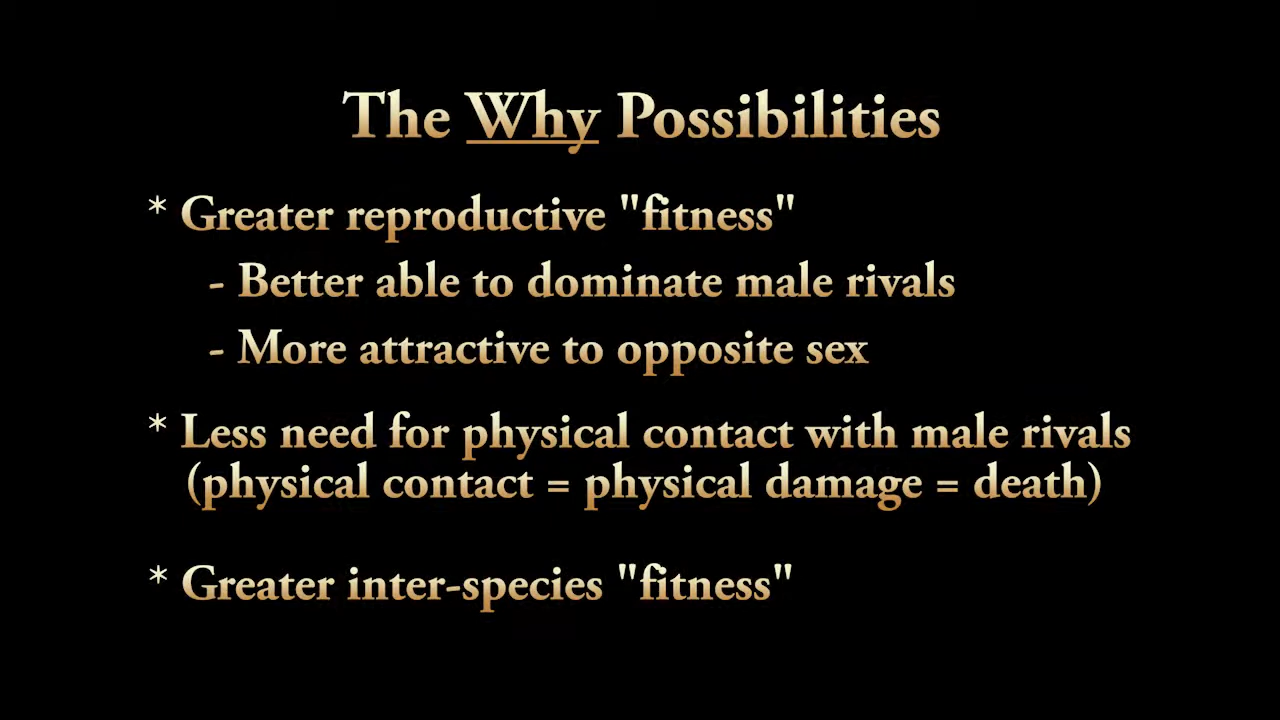 The Why Possibilities
* Greater reproductive "fitness"
- Better able to dominate male rivals
- More attractive to opposite sex
* Less need for physical contact with male rivals
(physical contact = physical damage = death)
* Greater inter-species "fitness"